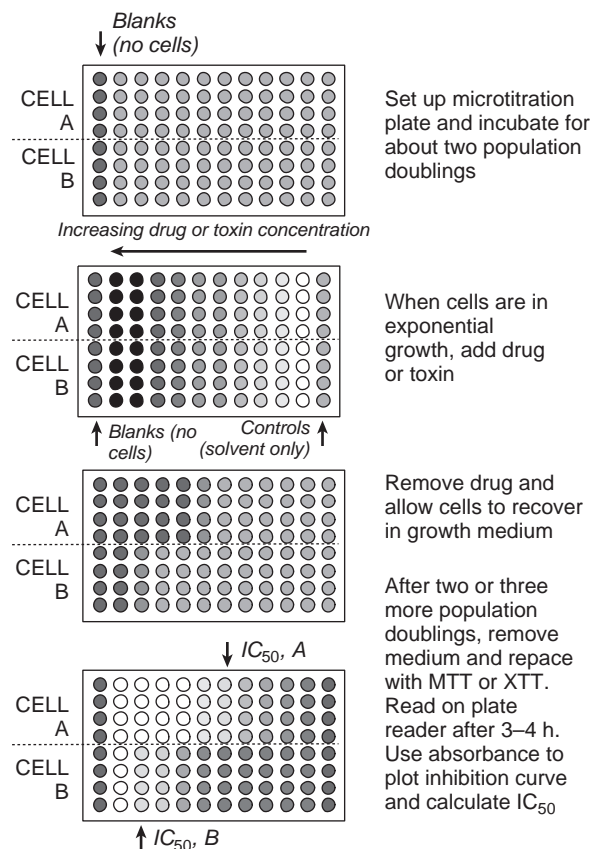 Blanks
(no cells)
CELL
A
CELL
B
Set up microtitration
plate and incubate for
about two population
doublings
Increasing drug or toxin concentration
CELL
A
CELL
B
When cells are in
exponential
growth, add drug
or toxin
Blanks (no
cells)
Controls
(solvent only)
CELL
A
CELL
B
Remove drug and
allow cells to recover
in growth medium
After two or three
more population
doublings, remove
medium and repace
with MTT or XTT.
Read on plate
reader after 3–4 h.
Use absorbance to
plot inhibition curve
and calculate IC50
IC50, A
CELL
A
CELL
B
IC50, B